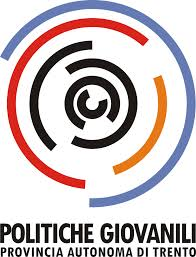 POLITICHE GIOVANILI
PROVINCIA AUTONOMA DI TRENTO